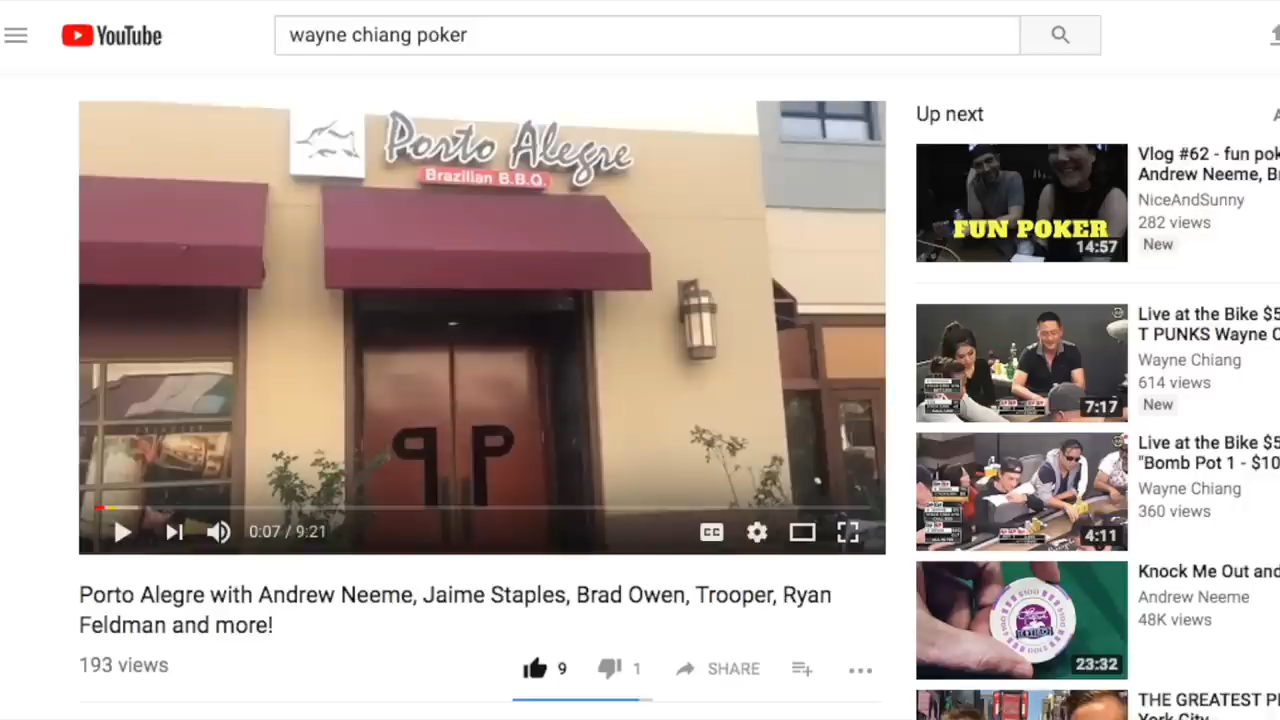 YouTube
wayne chiang poker
Porto Alegre
Brazilian B.B.Q.
P P
0:07 / 9:21
CC
Porto Alegre with Andrew Neeme, Jaime Staples, Brad Owen, Trooper, Ryan
Feldman and more!
193 views
9
1
SHARE
Up next
A
FUN POKER
14:57
Vlog #62 - fun pok
Andrew Neeme, Br
NiceAndSunny
282 views
New
7:17
Live at the Bike $5
T PUNKS Wayne C
Wayne Chiang
614 views
New
4:11
Live at the Bike $5
"Bomb Pot 1 - $10
Wayne Chiang
360 views
$100
23:32
Knock Me Out and
Andrew Neeme
48K views
THE GREATEST P
York City